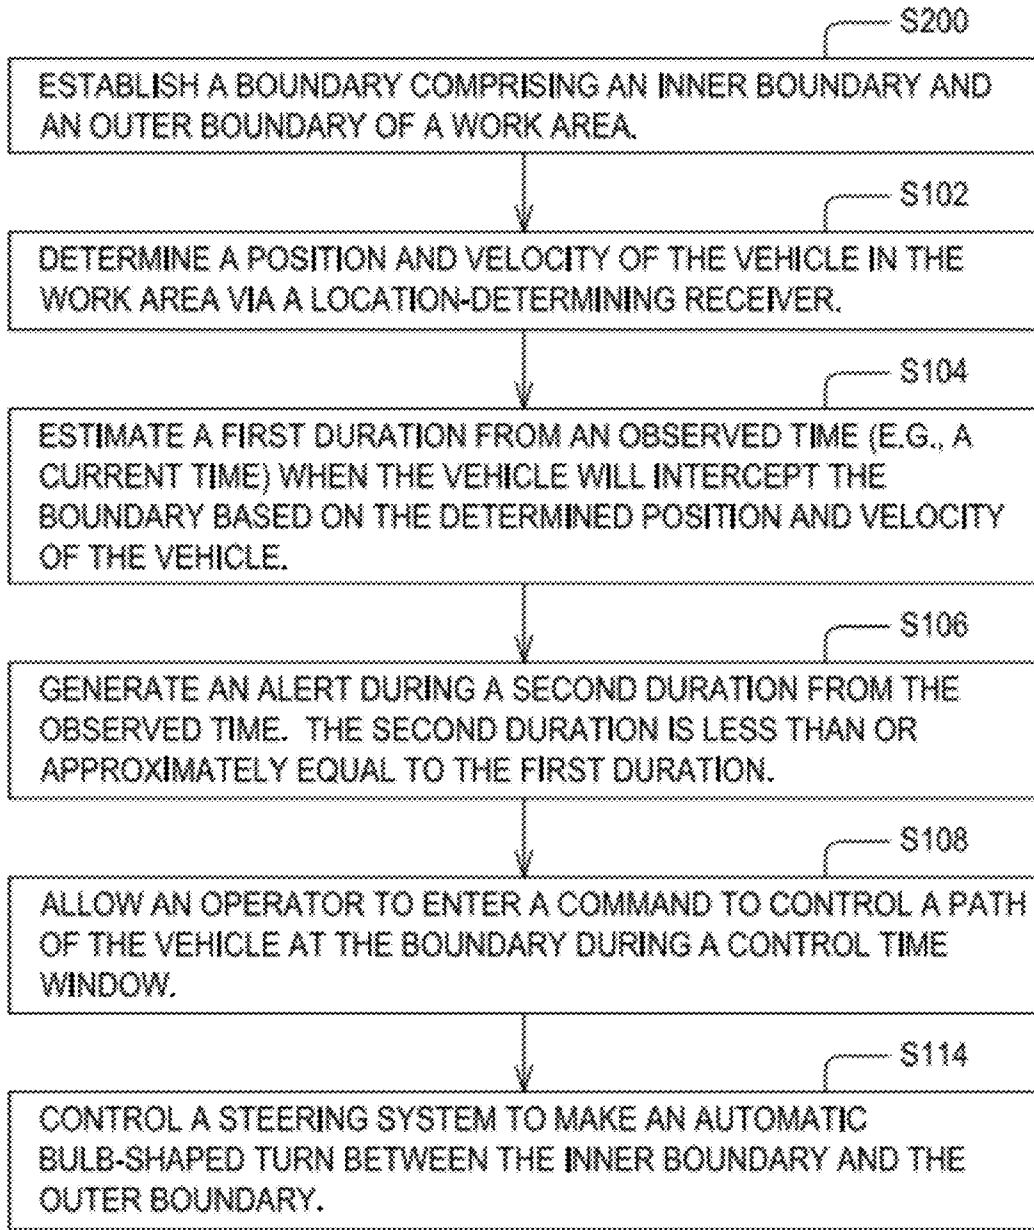 S200
ESTABLISH A BOUNDARY COMPRISING AN INNER BOUNDARY AND
AN OUTER BOUNDARY OF A WORK AREA.
S102
DETERMINE A POSITION AND VELOCITY OF THE VEHICLE IN THE
WORK AREA VIA A LOCATION-DETERMINING RECEIVER.
S104
ESTIMATE A FIRST DURATION FROM AN OBSERVED TIME (E.G., A
CURRENT TIME) WHEN THE VEHICLE WILL INTERCEPT THE
BOUNDARY BASED ON THE DETERMINED POSITION AND VELOCITY
OF THE VEHICLE.
S106
GENERATE AN ALERT DURING A SECOND DURATION FROM THE
OBSERVED TIME. THE SECOND DURATION IS LESS THAN OR
APPROXIMATELY EQUAL TO THE FIRST DURATION.
S108
ALLOW AN OPERATOR TO ENTER A COMMAND TO CONTROL A PATH
OF THE VEHICLE AT THE BOUNDARY DURING A CONTROL TIME
WINDOW.
S114
CONTROL A STEERING SYSTEM TO MAKE AN AUTOMATIC
BULB-SHAPED TURN BETWEEN THE INNER BOUNDARY AND THE
OUTER BOUNDARY.